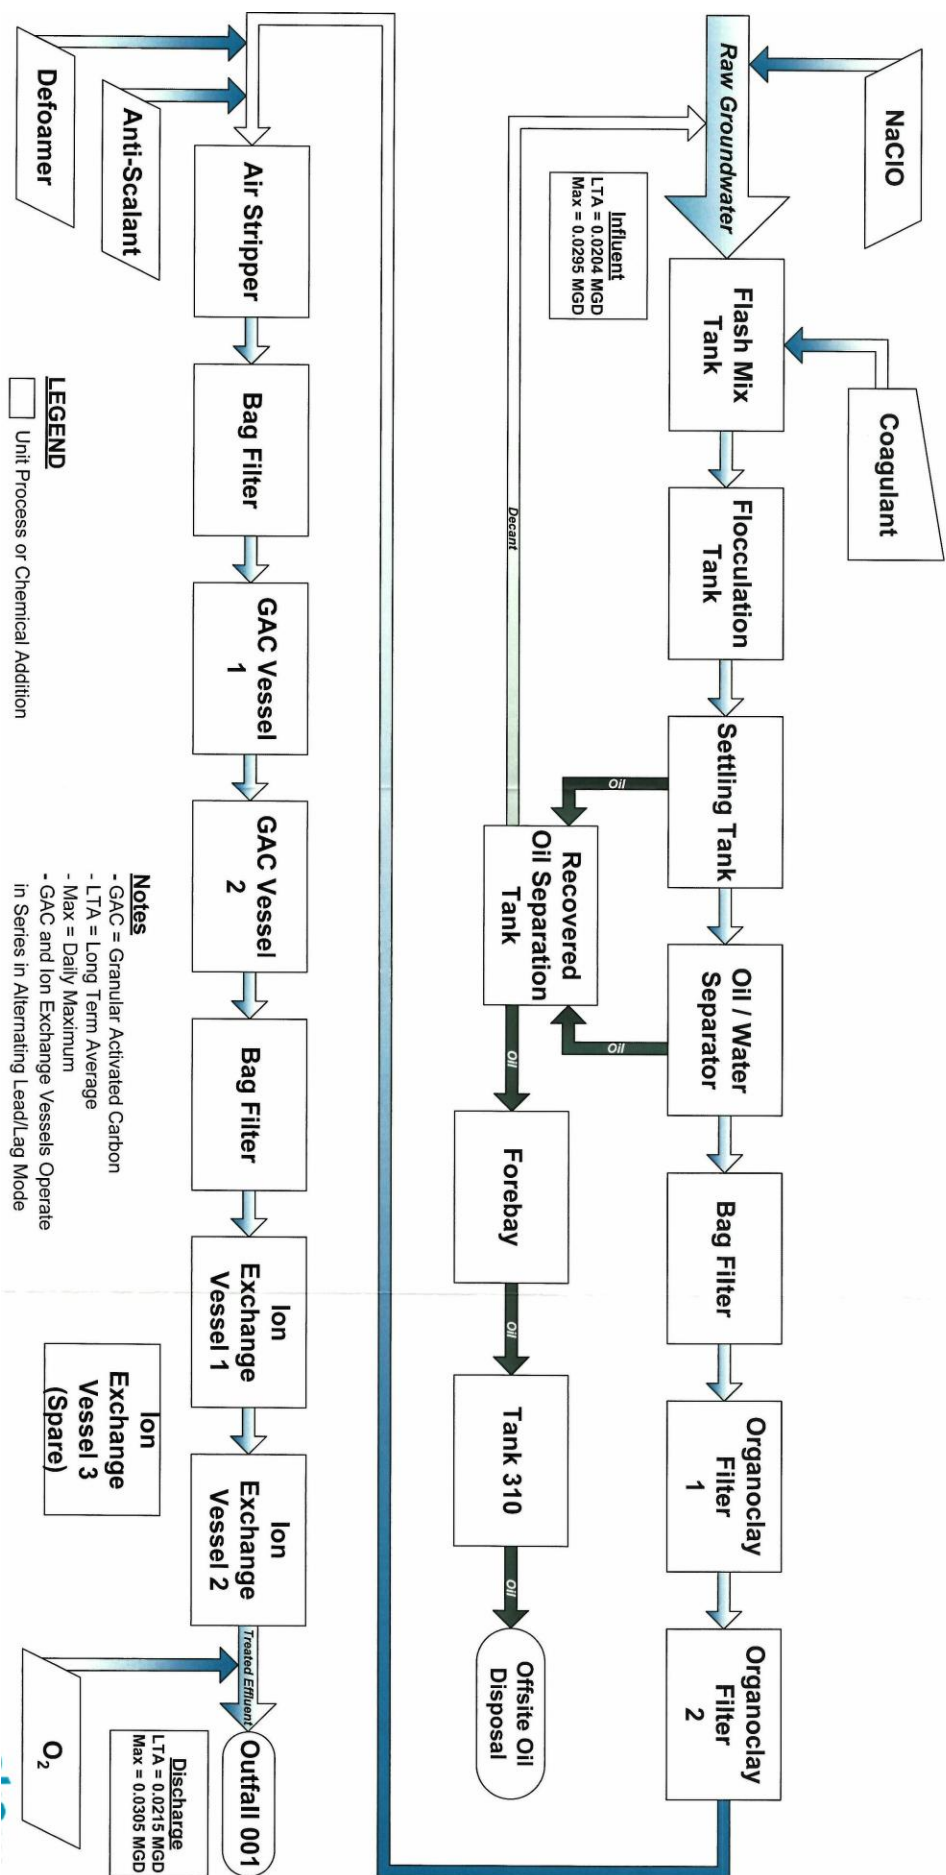 NaClO
Coagulant
Raw Groundwater
Flash Mix
Tank
Flocculation
Tank
Settling Tank
Oil / Water
Separator
Bag Filter
Organoclay
Filter
1
Organoclay
Filter
2
Influent
LTA = 0.0204 MGD
Max = 0.0295 MGD
Decant
Oil
Oil
Recovered
Oil Separation
Tank
Oil
Forebay
Oil
Tank 310
Oil
Offsite Oil
Disposal
Air Stripper
Bag Filter
GAC Vessel
1
GAC Vessel
2
Bag Filter
Ion
Exchange
Vessel 1
Ion
Exchange
Vessel 2
Treated Effluent
Outfall 001
Anti-Scalant
Defoamer
Ion
Exchange
Vessel 3
(Spare)
O₂
Discharge
LTA = 0.0215 MGD
Max = 0.0305 MGD
LEGEND
Unit Process or Chemical Addition
Notes
- GAC = Granular Activated Carbon
- LTA = Long Term Average
- Max = Daily Maximum
- GAC and Ion Exchange Vessels Operate
in Series in Alternating Lead/Lag Mode